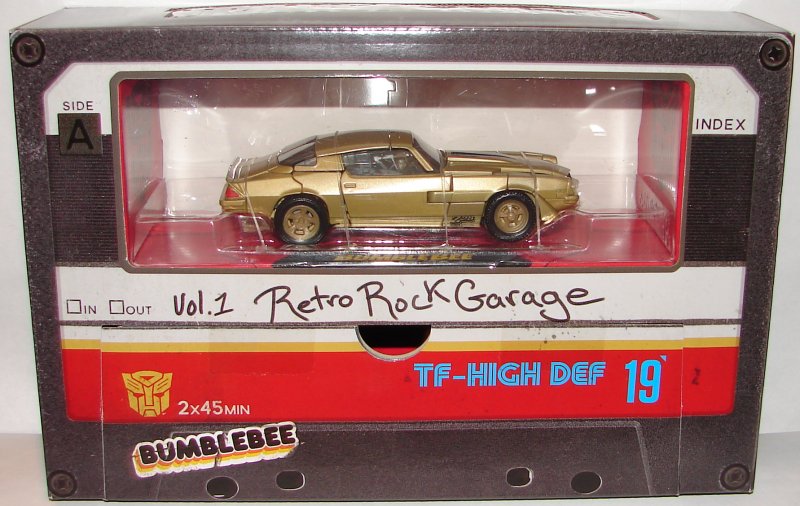 SIDE
A
INDEX
IN OUT Vol.1 Retro Rock Garage
TF-HIGH DEF 19'
2x45MIN
BUMBLEBEE